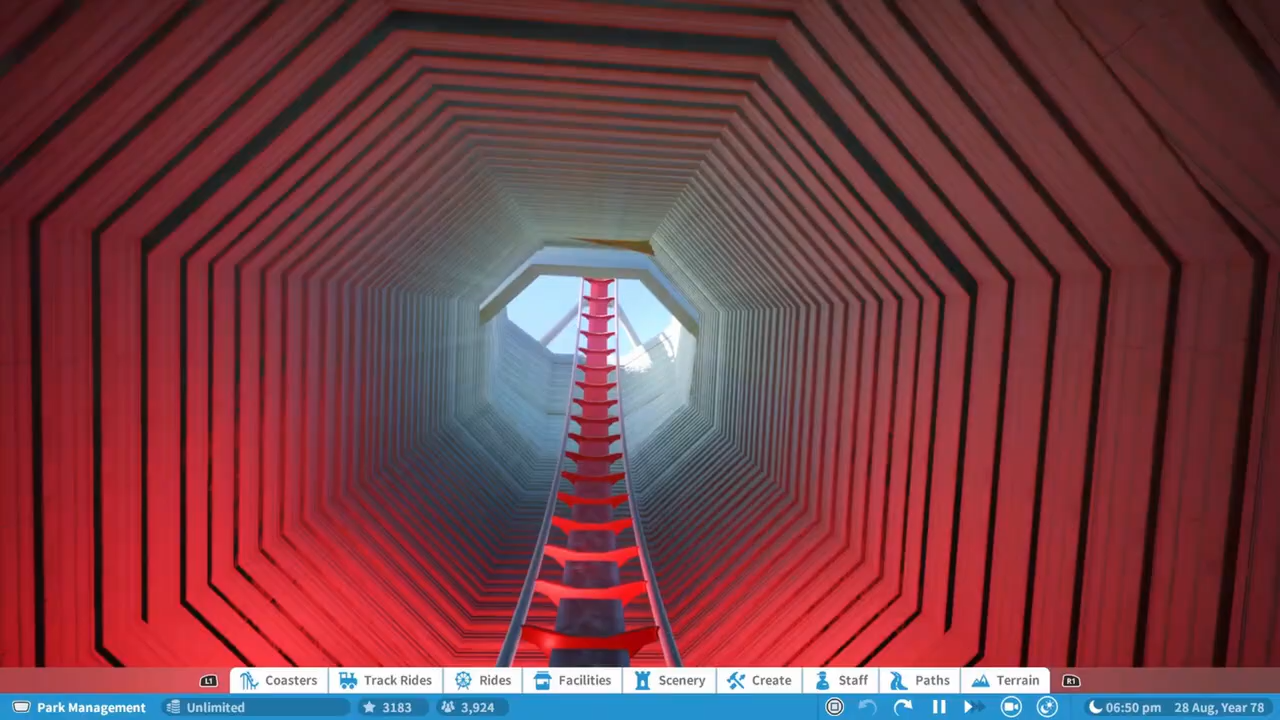 L1 Coasters Track Rides Rides Facilities Scenery Create Staff Paths Terrain R1
Park Management Unlimited 3183 3,924 06:50 pm 28 Aug, Year 78